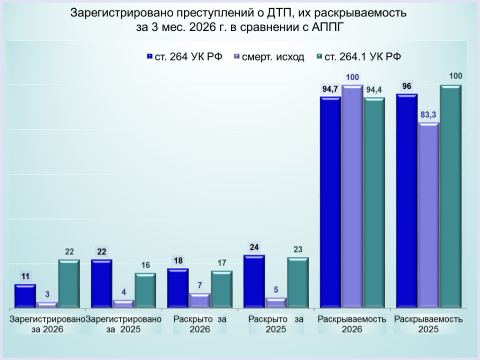 Зарегистрировано преступлений о ДТП, их раскрываемость
за 3 мес. 2026 г. в сравнении с АППГ
ст. 264 УК РФ смерт. исход ст. 264.1 УК РФ
11 3 22
22 4 16
18 7 17
24 5 23
94,7 100 94,4
96 83,3 100
Зарегистрировано
за 2026
Зарегистрировано
за 2025
Раскрыто за
2026
Раскрыто за
2025
Раскрываемость
2026
Раскрываемость
2025